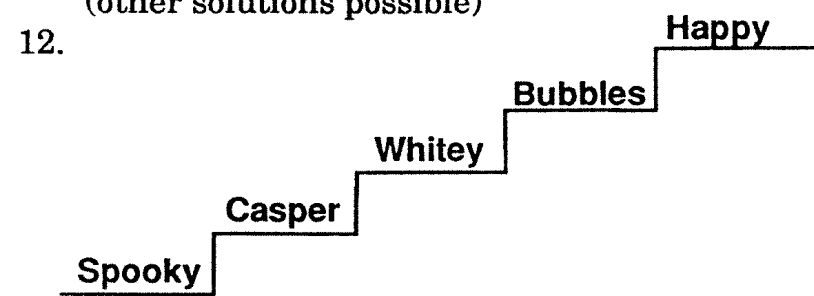 (other solutions possible)
12.
Happy
Bubbles
Whitey
Casper
Spooky